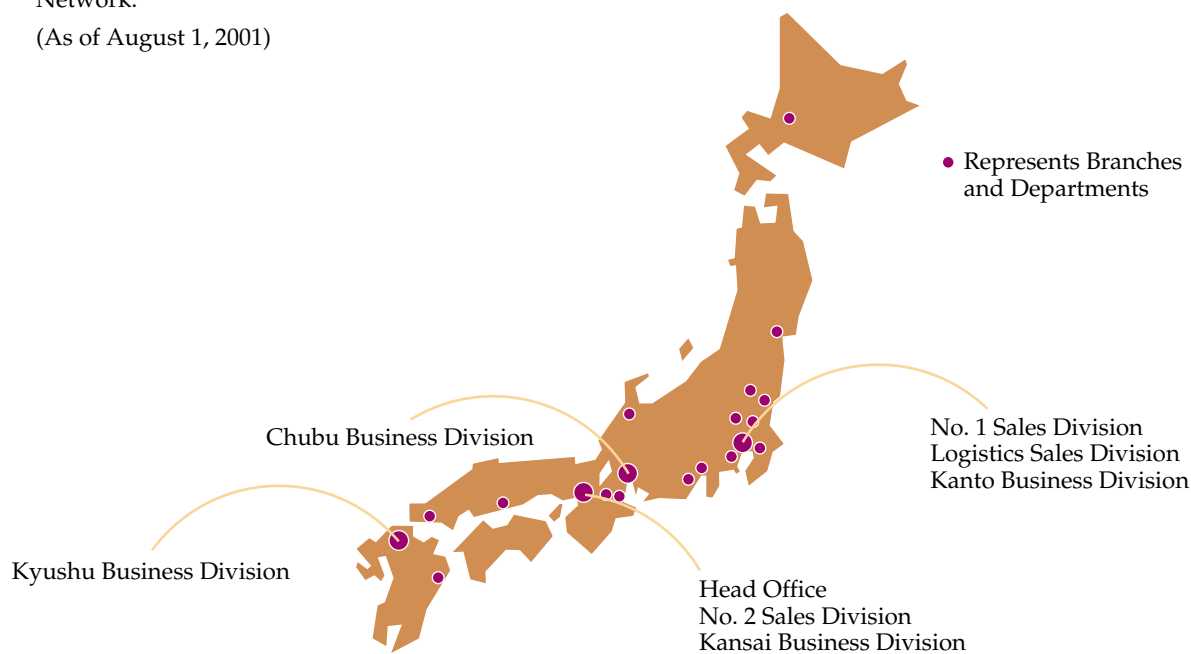 Network.
(As of August 1, 2001)
Represents Branches
and Departments
Chubu Business Division
No. 1 Sales Division
Logistics Sales Division
Kanto Business Division
Kyushu Business Division
Head Office
No. 2 Sales Division
Kansai Business Division